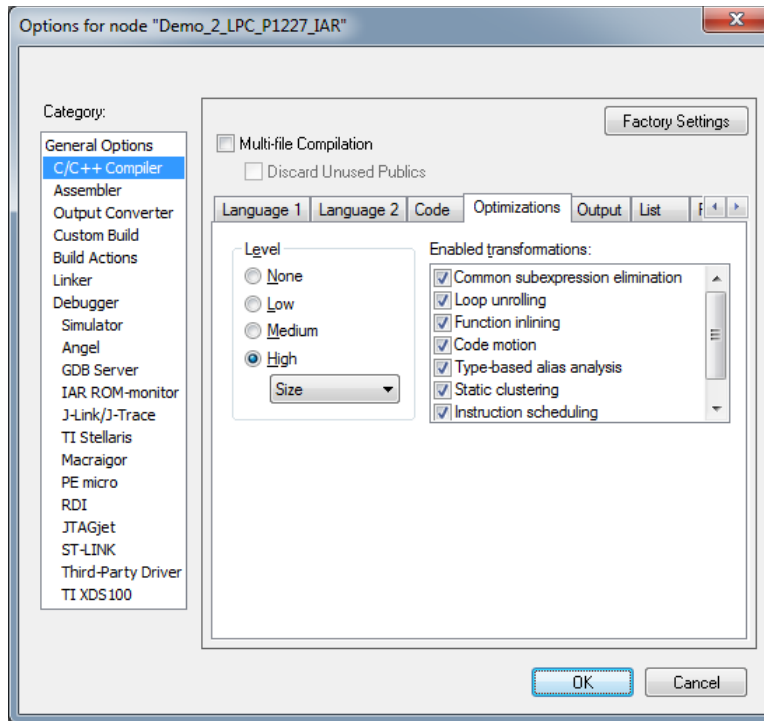 Options for node "Demo_2_LPC_P1227_IAR"
Category:
General Options
C/C++ Compiler
Assembler
Output Converter
Custom Build
Build Actions
Linker
Debugger
Simulator
Angel
GDB Server
IAR ROM-monitor
J-Link/J-Trace
TI Stellaris
Macraigor
PE micro
RDI
JTAGjet
ST-LINK
Third-Party Driver
TI XDS100
Factory Settings
Multi-file Compilation
Discard Unused Publics
Language 1 Language 2 Code Optimizations Output List
Level
None
Low
Medium
High
Size
Enabled transformations:
Common subexpression elimination
Loop unrolling
Function inlining
Code motion
Type-based alias analysis
Static clustering
Instruction scheduling
OK Cancel